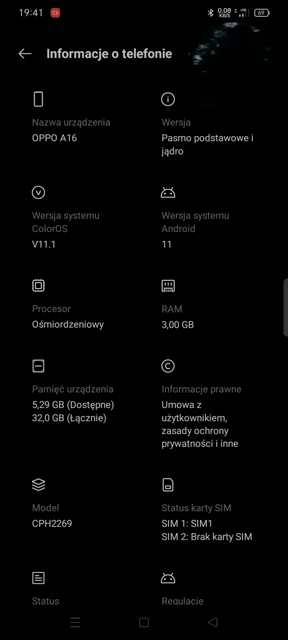 19:41 0.08 KB/S 69
Informacje o telefonie
Nazwa urządzenia
OPPO A16
Wersja
Pasmo podstawowe i
jądro
Wersja systemu
ColorOS
V11.1
Wersja systemu
Android
11
Procesor
Ośmiordzeniowy
RAM
3,00 GB
Pamięć urządzenia
5,29 GB (Dostępne)
32,0 GB (Łącznie)
Informacje prawne
Umowa z
użytkownikiem,
zasady ochrony
prywatności i inne
Model
CPH2269
Status karty SIM
SIM 1: SIM1
SIM 2: Brak karty SIM
Status
Regulacje